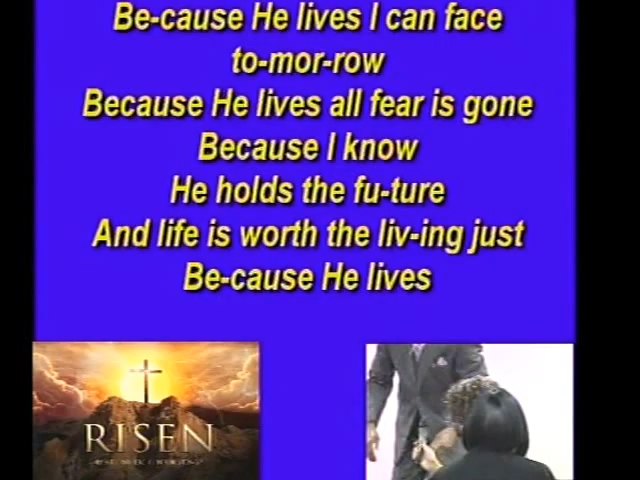 Be-cause He lives I can face
to-mor-row
Because He lives all fear is gone
Because I know
He holds the fu-ture
And life is worth the liv-ing just
Be-cause He lives
RISEN